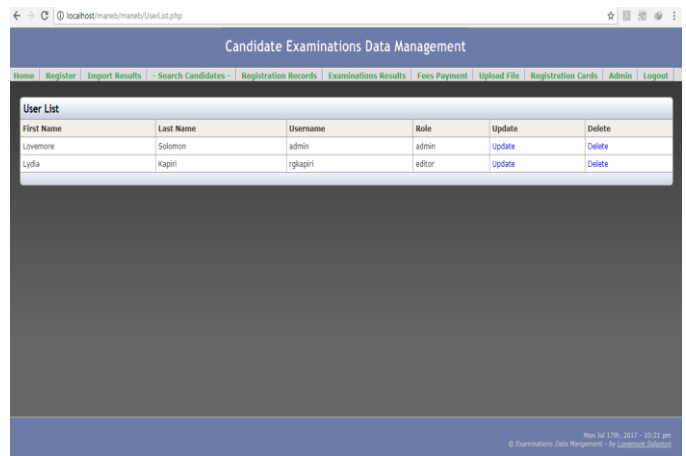 localhost/maneb/maneb/UserList.php
Candidate Examinations Data Management
Home Register Import Results - Search Candidates - Registration Records Examinations Results Fees Payment Upload File Registration Cards Admin Logout
User List
First Name Last Name Username Role Update Delete
Lovemore Solomon admin admin Update Delete
Lydia Kapiri rgkapiri editor Update Delete
Mon Jul 17th, 2017 - 10:21 pm
© Examinations Data Mangement - by Lovemore Solomon